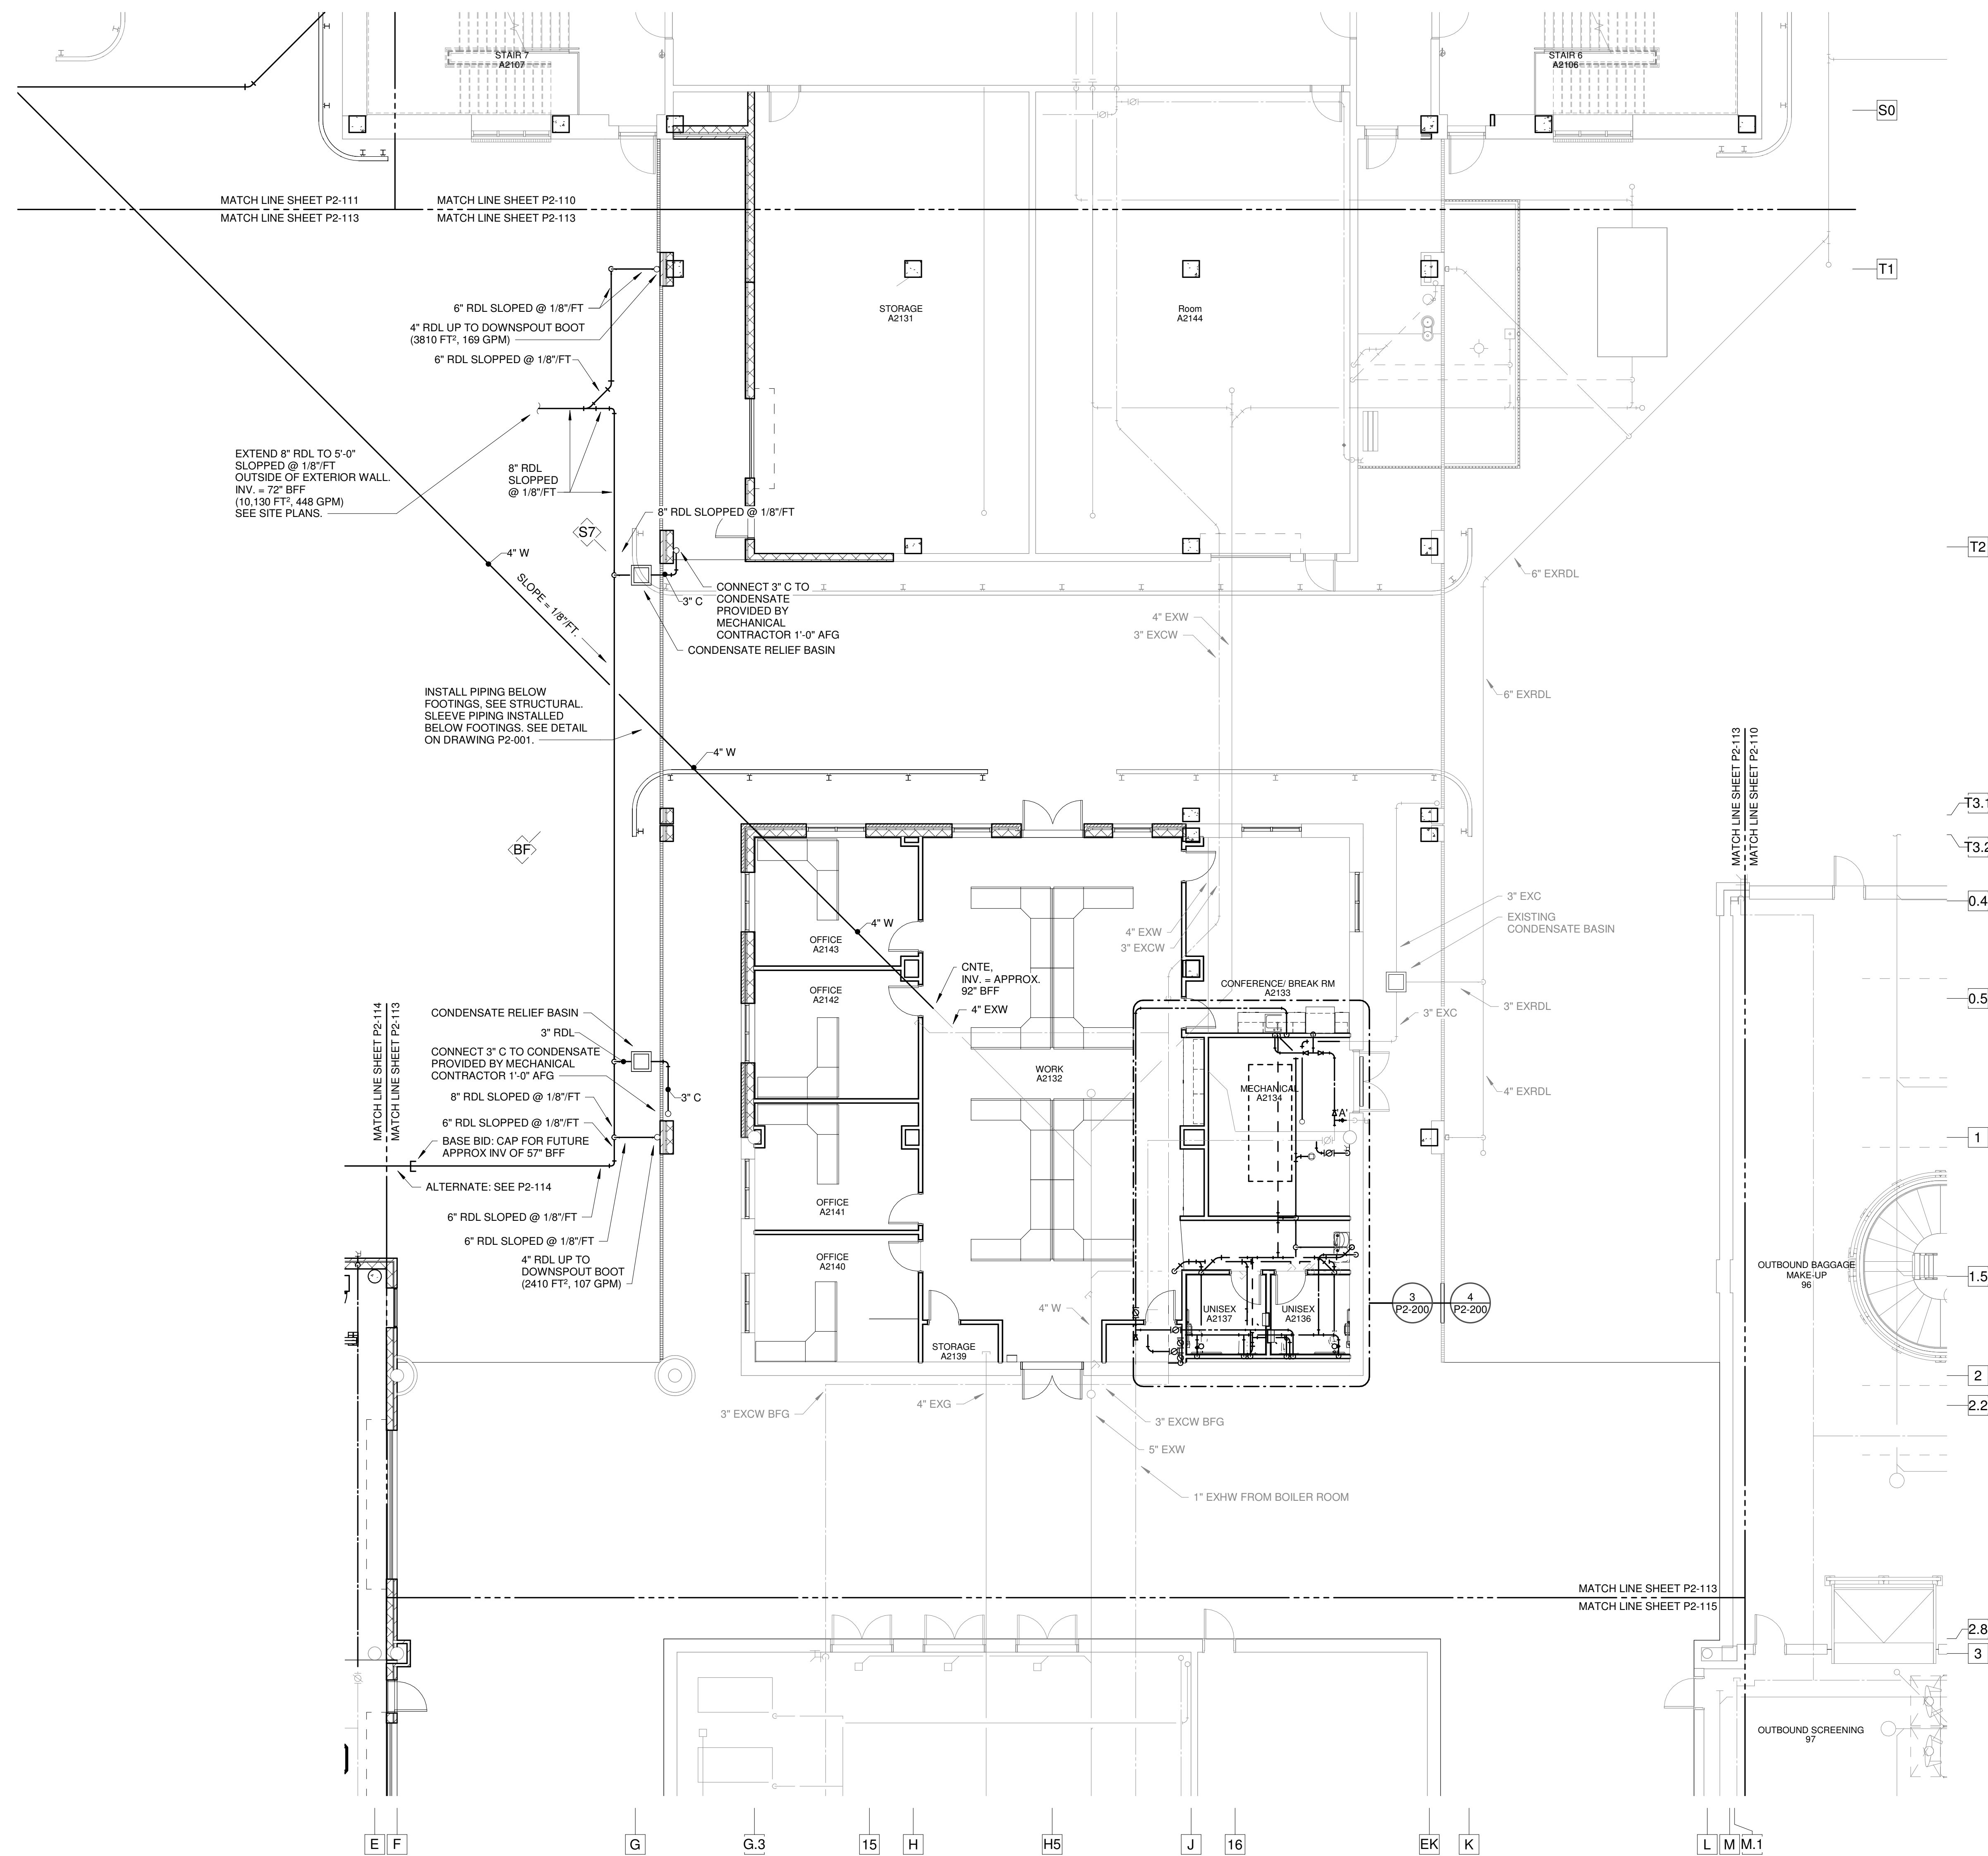 STAIR 7
A2107
STAIR 6
A2106
S0
MATCH LINE SHEET P2-111
MATCH LINE SHEET P2-113
MATCH LINE SHEET P2-110
MATCH LINE SHEET P2-113
T1
6" RDL SLOPED @ 1/8"/FT
4" RDL UP TO DOWNSPOUT BOOT
(3810 FT², 169 GPM)
6" RDL SLOPPED @ 1/8"/FT
STORAGE
A2131
Room
A2144
EXTEND 8" RDL TO 5'-0"
SLOPPED @ 1/8"/FT
OUTSIDE OF EXTERIOR WALL.
INV. = 72" BFF
(10,130 FT², 448 GPM)
SEE SITE PLANS.
8" RDL
SLOPPED
@ 1/8"/FT
8" RDL SLOPPED @ 1/8"/FT
S7
T2
4" W
SLOPE = 1/8"/FT.
3" C
CONNECT 3" C TO
CONDENSATE
PROVIDED BY
MECHANICAL
CONTRACTOR 1'-0" AFG
CONDENSATE RELIEF BASIN
6" EXRDL
4" EXW
3" EXCW
6" EXRDL
INSTALL PIPING BELOW
FOOTINGS, SEE STRUCTURAL.
SLEEVE PIPING INSTALLED
BELOW FOOTINGS. SEE DETAIL
ON DRAWING P2-001.
4" W
MATCH LINE SHEET P2-113
MATCH LINE SHEET P2-110
T3.1
T3.2
BF
0.4
3" EXC
EXISTING
CONDENSATE BASIN
4" W
4" EXW
3" EXCW
OFFICE
A2143
CNTE,
INV. = APPROX.
92" BFF
4" EXW
OFFICE
A2142
CONFERENCE/ BREAK RM
A2133
0.5
3" EXRDL
3" EXC
MATCH LINE SHEET P2-114
MATCH LINE SHEET P2-113
CONDENSATE RELIEF BASIN
3" RDL
CONNECT 3" C TO CONDENSATE
PROVIDED BY MECHANICAL
CONTRACTOR 1'-0" AFG
3" C
8" RDL SLOPED @ 1/8"/FT
6" RDL SLOPPED @ 1/8"/FT
BASE BID: CAP FOR FUTURE
APPROX INV OF 57" BFF
ALTERNATE: SEE P2-114
6" RDL SLOPED @ 1/8"/FT
6" RDL SLOPED @ 1/8"/FT
4" RDL UP TO
DOWNSPOUT BOOT
(2410 FT², 107 GPM)
WORK
A2132
MECHANICAL
A2134
'A'
4" EXRDL
1
OFFICE
A2141
OFFICE
A2140
OUTBOUND BAGGAGE
MAKE-UP
96
1.5
3
P2-200
4
P2-200
4" W
UNISEX
A2137
UNISEX
A2136
STORAGE
A2139
2
2.2
3" EXCW BFG
4" EXG
3" EXCW BFG
5" EXW
1" EXHW FROM BOILER ROOM
MATCH LINE SHEET P2-113
MATCH LINE SHEET P2-115
2.8
3
OUTBOUND SCREENING
97
E
F
G
G.3
15
H
H5
J
16
EK
K
L
M
M.1